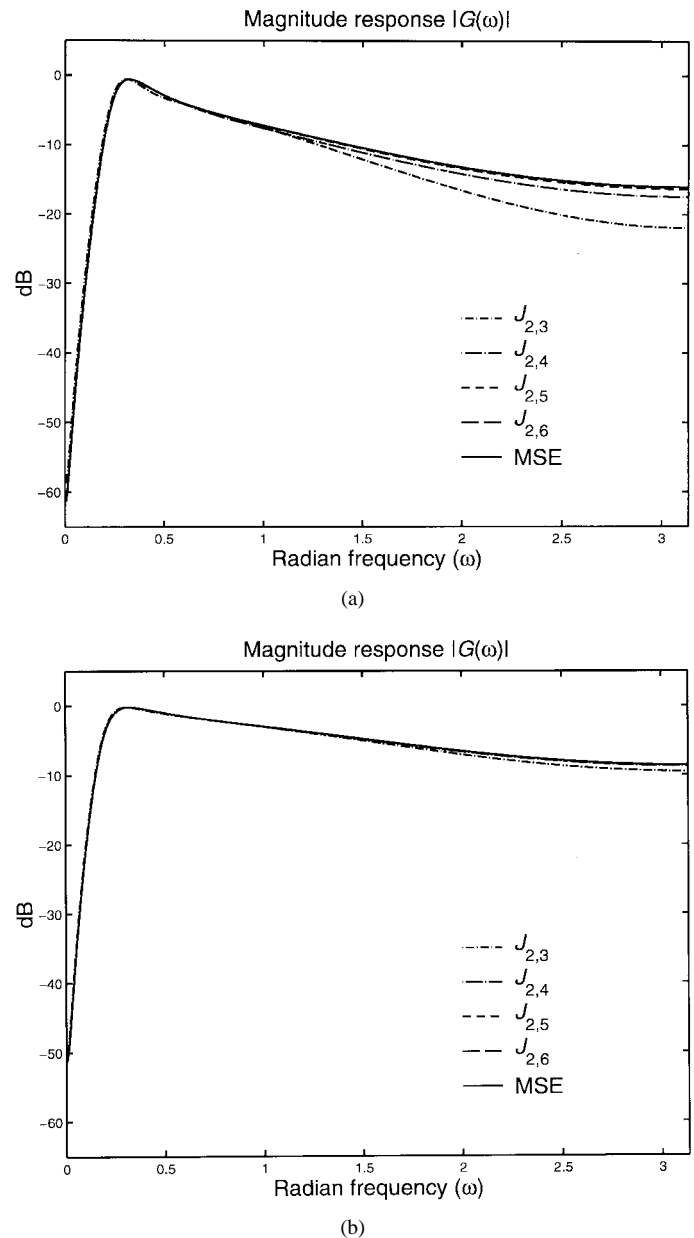 Magnitude response |G(ω)|
0
−10
−20
−30
−40
−50
−60
dB
J2,3
J2,4
J2,5
J2,6
MSE
0 0.5 1 1.5 2 2.5 3
Radian frequency (ω)
(a)
Magnitude response |G(ω)|
0
−10
−20
−30
−40
−50
−60
dB
J2,3
J2,4
J2,5
J2,6
MSE
0 0.5 1 1.5 2 2.5 3
Radian frequency (ω)
(b)